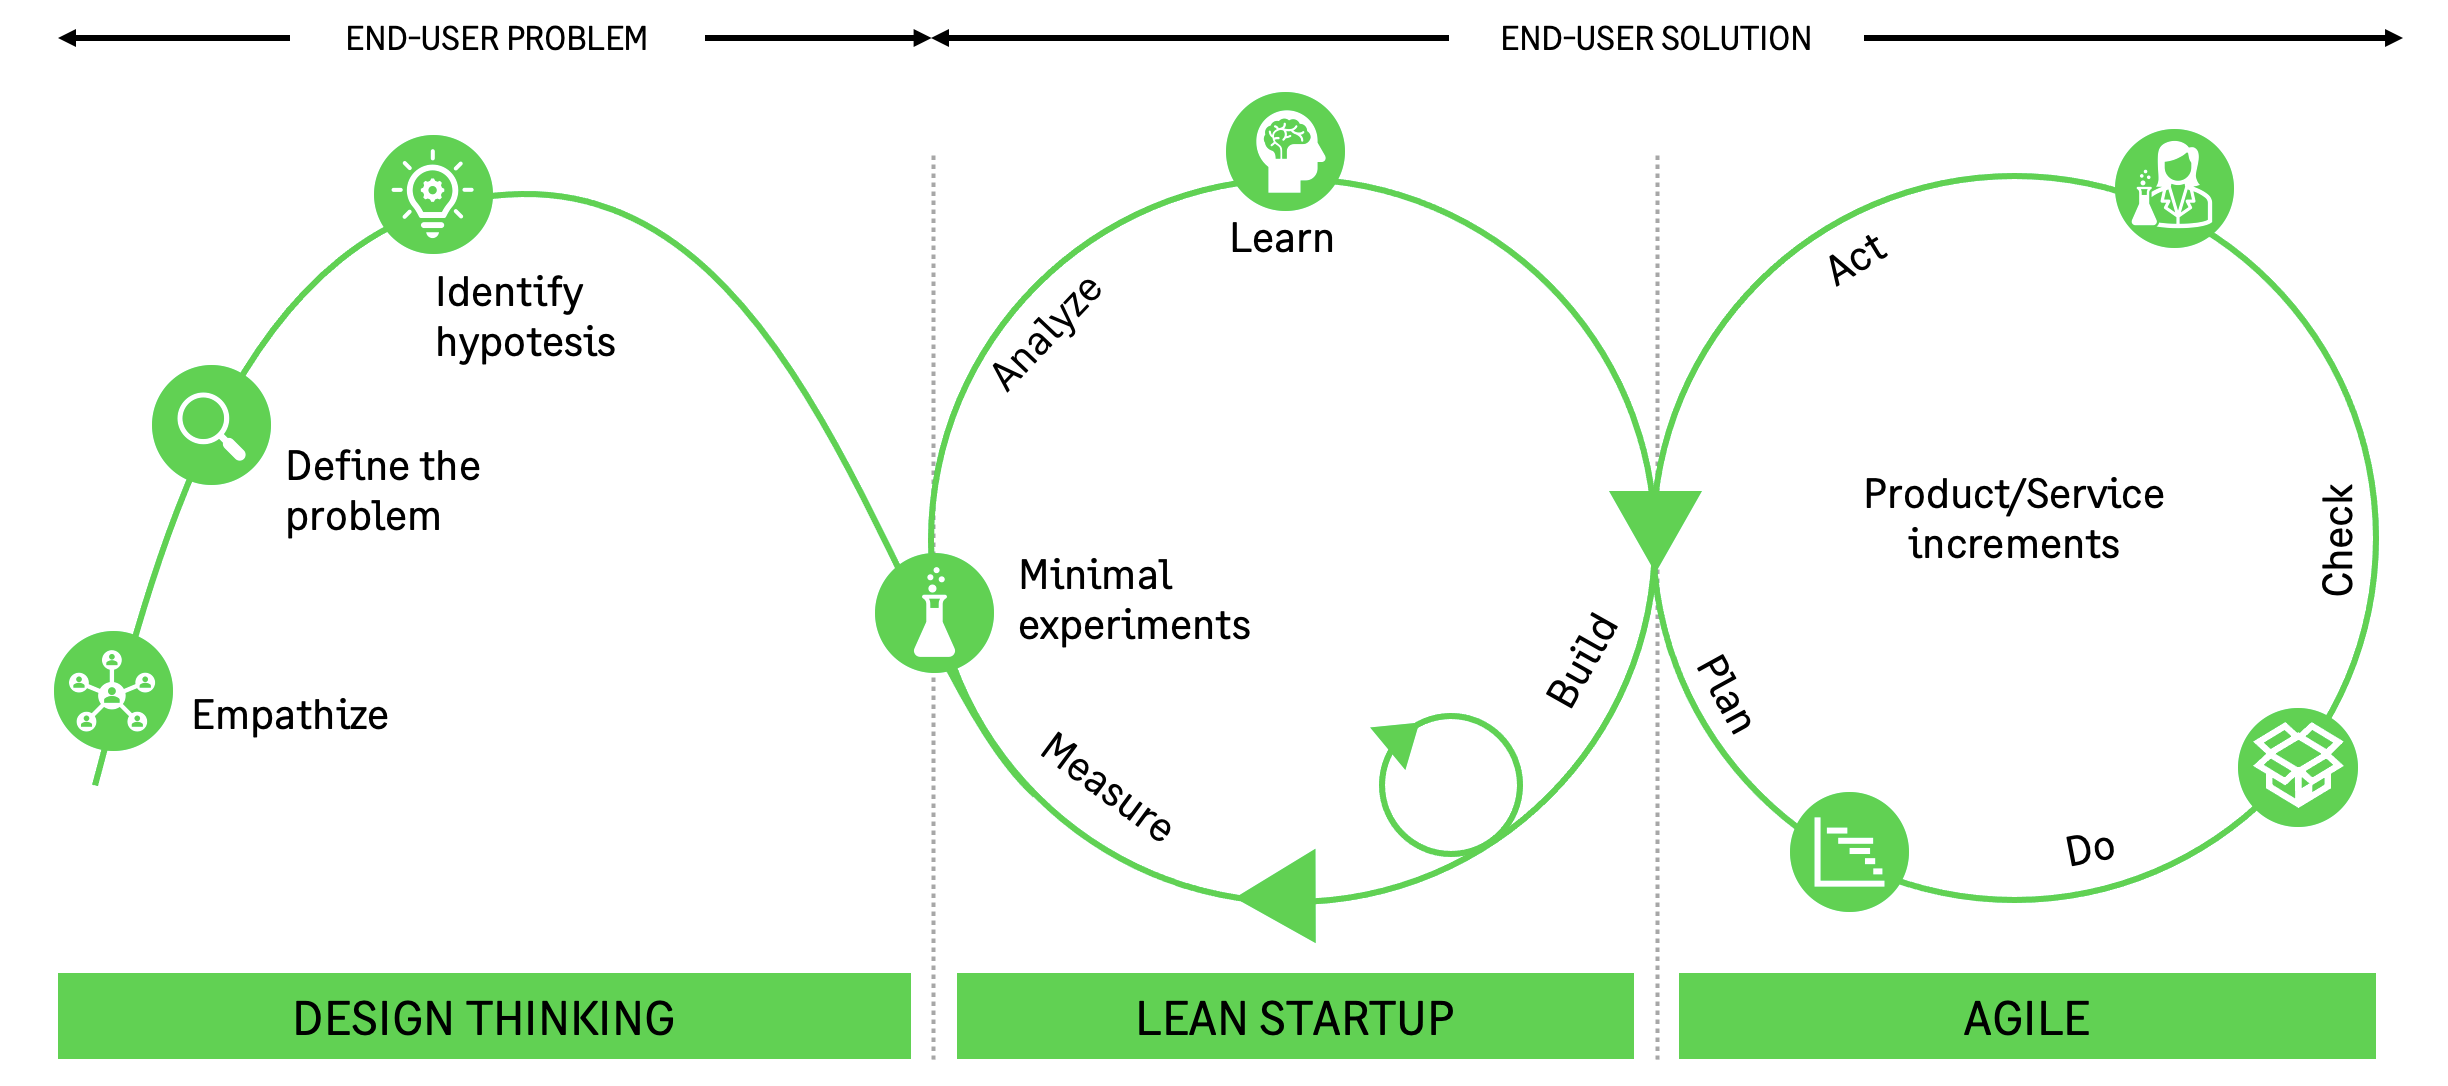 END-USER PROBLEM
END-USER SOLUTION
Identify
hypotesis
Define the
problem
Empathize
Learn
Analyze
Minimal
experiments
Measure
Build
Act
Product/Service
increments
Check
Plan
Do
DESIGN THINKING
LEAN STARTUP
AGILE